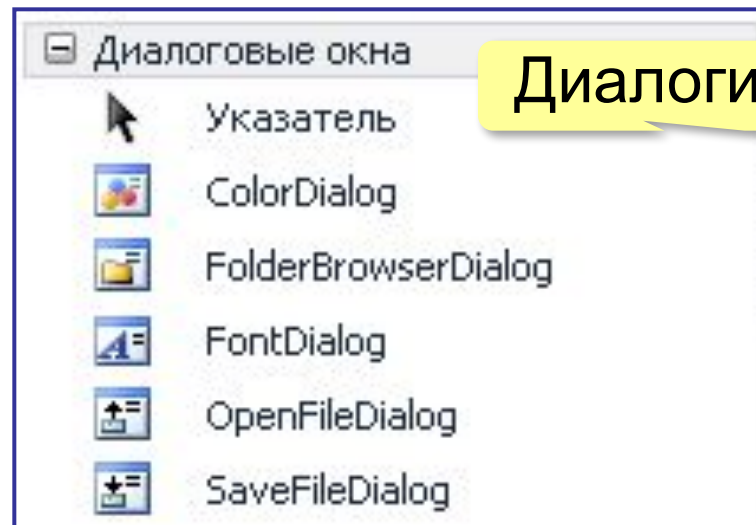 Диалоговые окна
Диалоги
Указатель
ColorDialog
FolderBrowserDialog
FontDialog
OpenFileDialog
SaveFileDialog